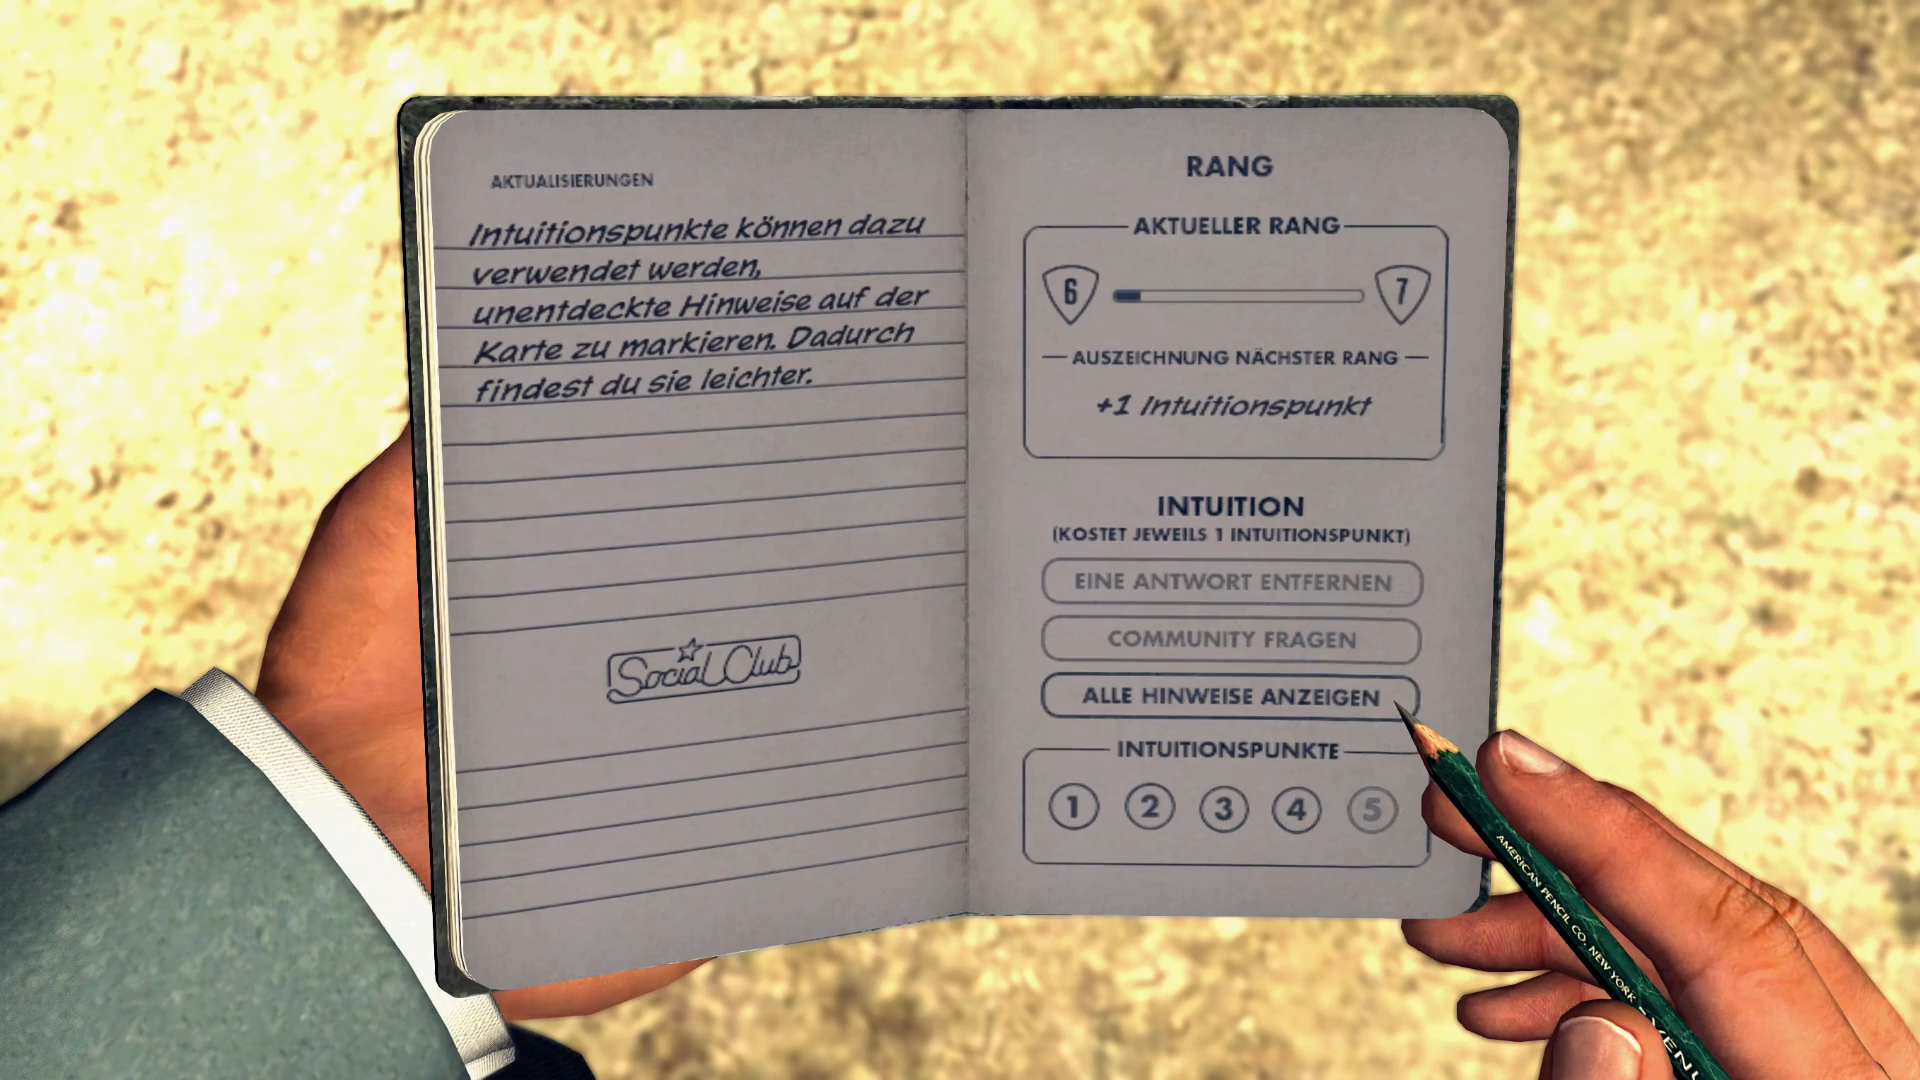 AKTUALISIERUNGEN
Intuitionspunkte können dazu
verwendet werden,
unentdeckte Hinweise auf der
Karte zu markieren. Dadurch
findest du sie leichter.
Social Club
RANG
AKTUELLER RANG
6 7
AUSZEICHNUNG NÄCHSTER RANG
+1 Intuitionspunkt
INTUITION
(KOSTET JEWEILS 1 INTUITIONSPUNKT)
EINE ANTWORT ENTFERNEN
COMMUNITY FRAGEN
ALLE HINWEISE ANZEIGEN
INTUITIONSPUNKTE
1 2 3 4 5
AMERICAN PENCIL CO. NEW YORK